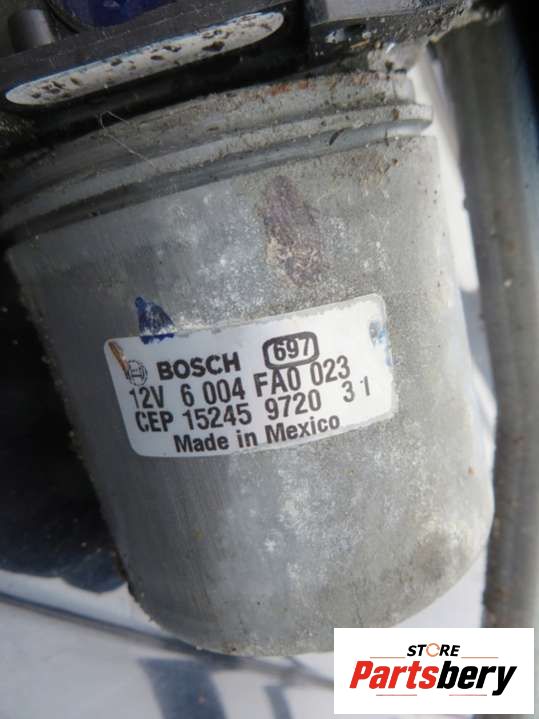 BOSCH 697
12V 6 004 FA0 023
CEP 15245 9720 31
Made in Mexico
STORE
Partsbery